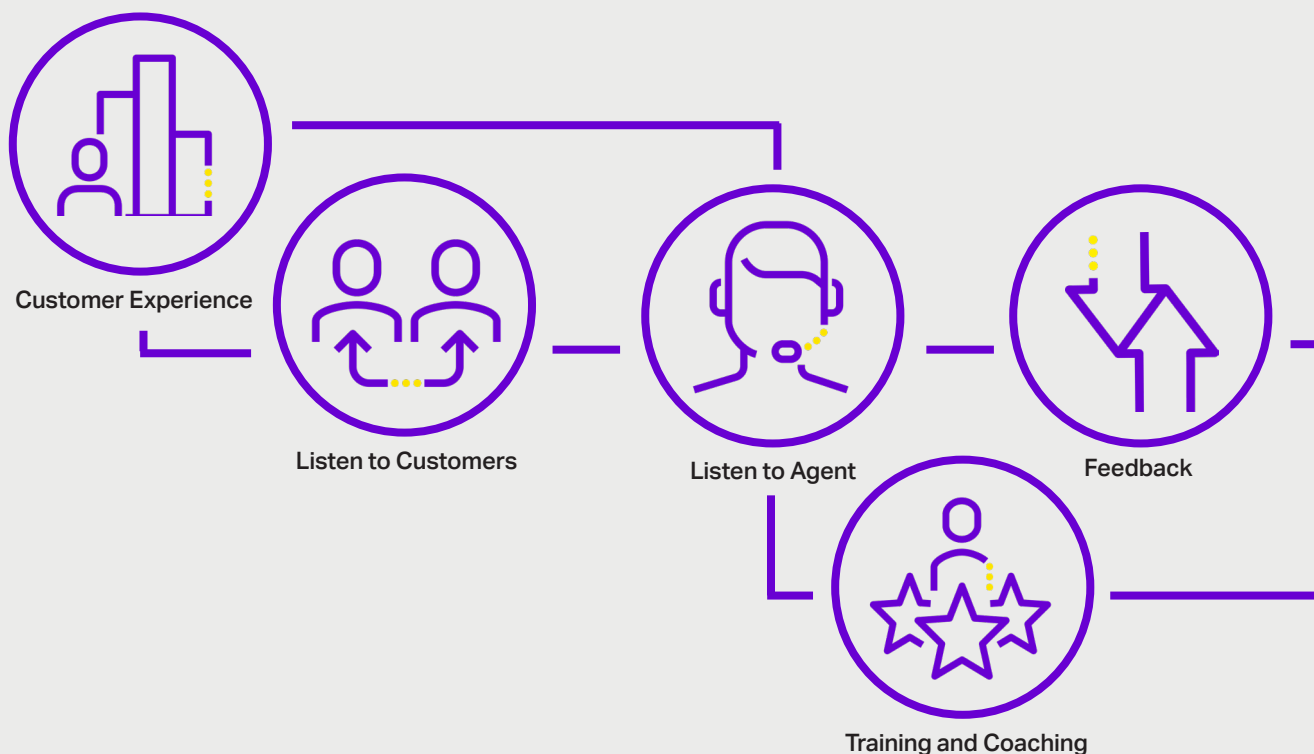 Customer Experience
Listen to Customers
Listen to Agent
Feedback
Training and Coaching